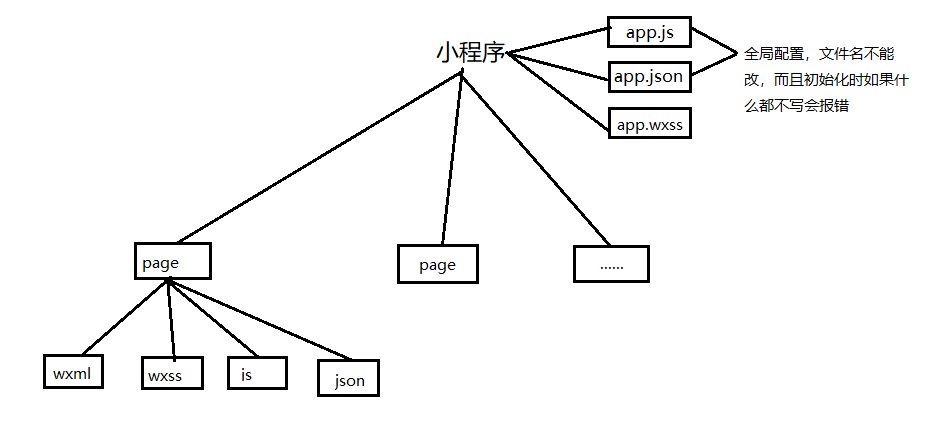 小程序
app.js
app.json
app.wxss
全局配置，文件名不能
改，而且初始化时如果什
么都不写会报错
page
page
......
wxml
wxss
js
json